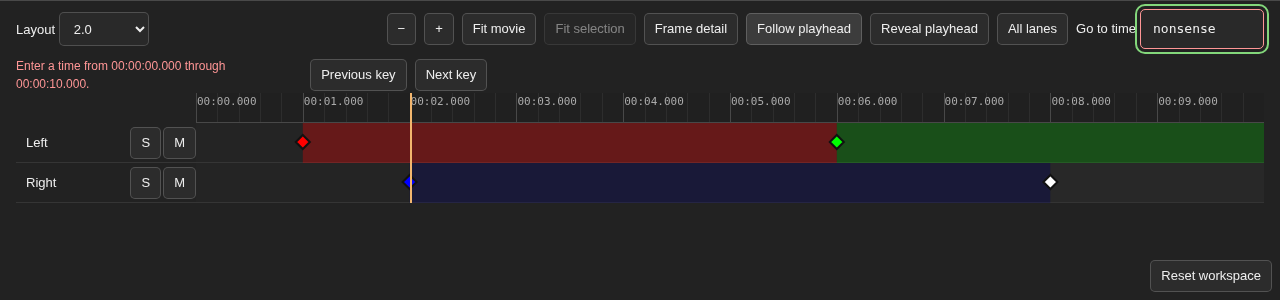 Layout 2.0 − + Fit movie Fit selection Frame detail Follow playhead Reveal playhead All lanes Go to time nonsense
Enter a time from 00:00:00.000 through
00:00:10.000.
Previous key Next key
00:00.000 00:01.000 00:02.000 00:03.000 00:04.000 00:05.000 00:06.000 00:07.000 00:08.000 00:09.000
Left S M
Right S M
Reset workspace